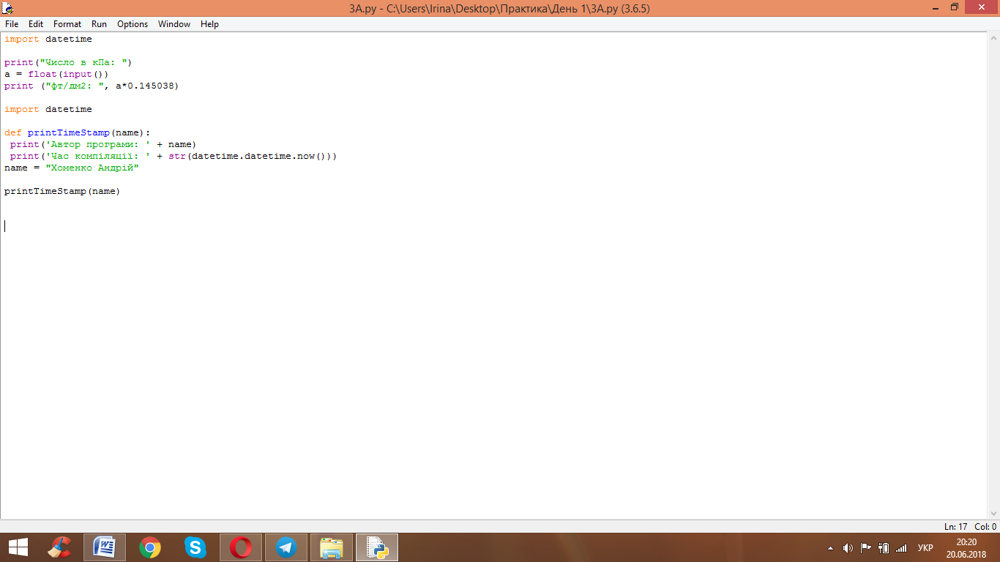 3A.py - C:\Users\Irina\Desktop\Практика\День 1\3A.py (3.6.5)
File Edit Format Run Options Window Help
import datetime
print("Число в кПа: ")
a = float(input())
print ("фт/дм2: ", a*0.145038)
import datetime
def printTimeStamp(name):
 print('Автор програми: ' + name)
 print('Час компіляції: ' + str(datetime.datetime.now()))
name = "Хоменко Андрій"
printTimeStamp(name)
Ln: 17 Col: 0
УКР
20:20
20.06.2018